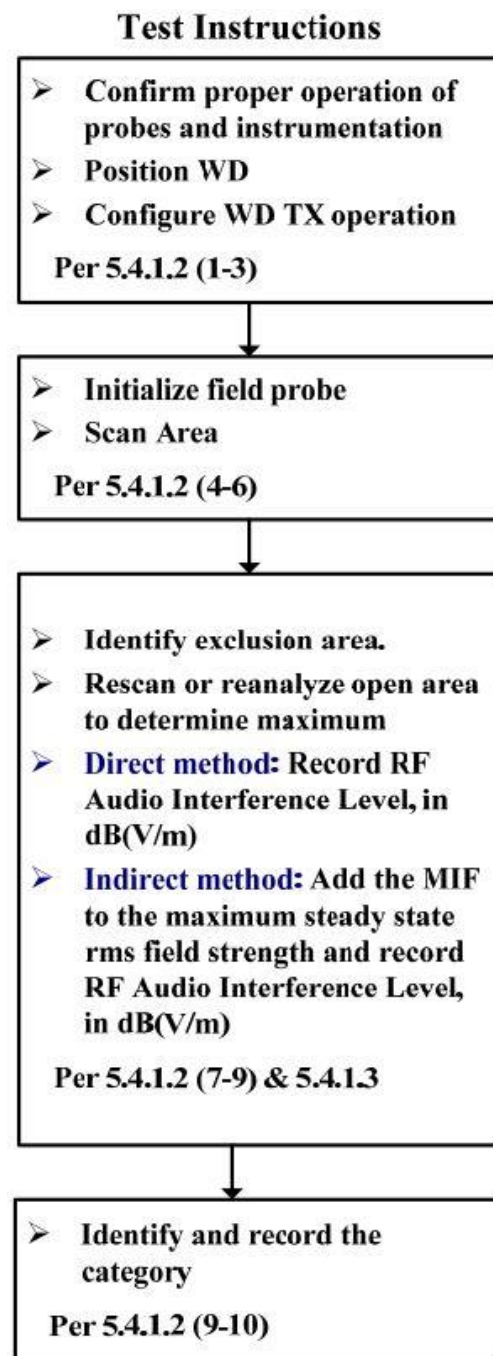 Test Instructions
➢ Confirm proper operation of
probes and instrumentation
➢ Position WD
➢ Configure WD TX operation
Per 5.4.1.2 (1-3)
➢ Initialize field probe
➢ Scan Area
Per 5.4.1.2 (4-6)
➢ Identify exclusion area.
➢ Rescan or reanalyze open area
to determine maximum
➢ Direct method: Record RF
Audio Interference Level, in
dB(V/m)
➢ Indirect method: Add the MIF
to the maximum steady state
rms field strength and record
RF Audio Interference Level,
in dB(V/m)
Per 5.4.1.2 (7-9) & 5.4.1.3
➢ Identify and record the
category
Per 5.4.1.2 (9-10)